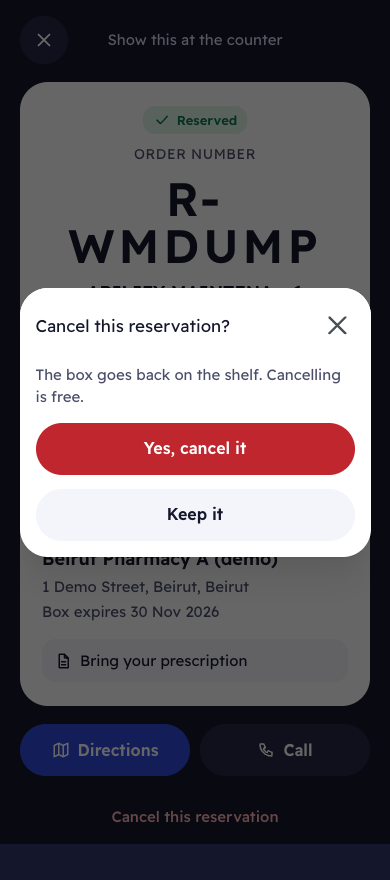 Show this at the counter
Reserved
ORDER NUMBER
R-
WMDUMP
Cancel this reservation?
The box goes back on the shelf. Cancelling
is free.
Yes, cancel it
Keep it
Beirut Pharmacy A (demo)
1 Demo Street, Beirut, Beirut
Box expires 30 Nov 2026
Bring your prescription
Directions
Call
Cancel this reservation